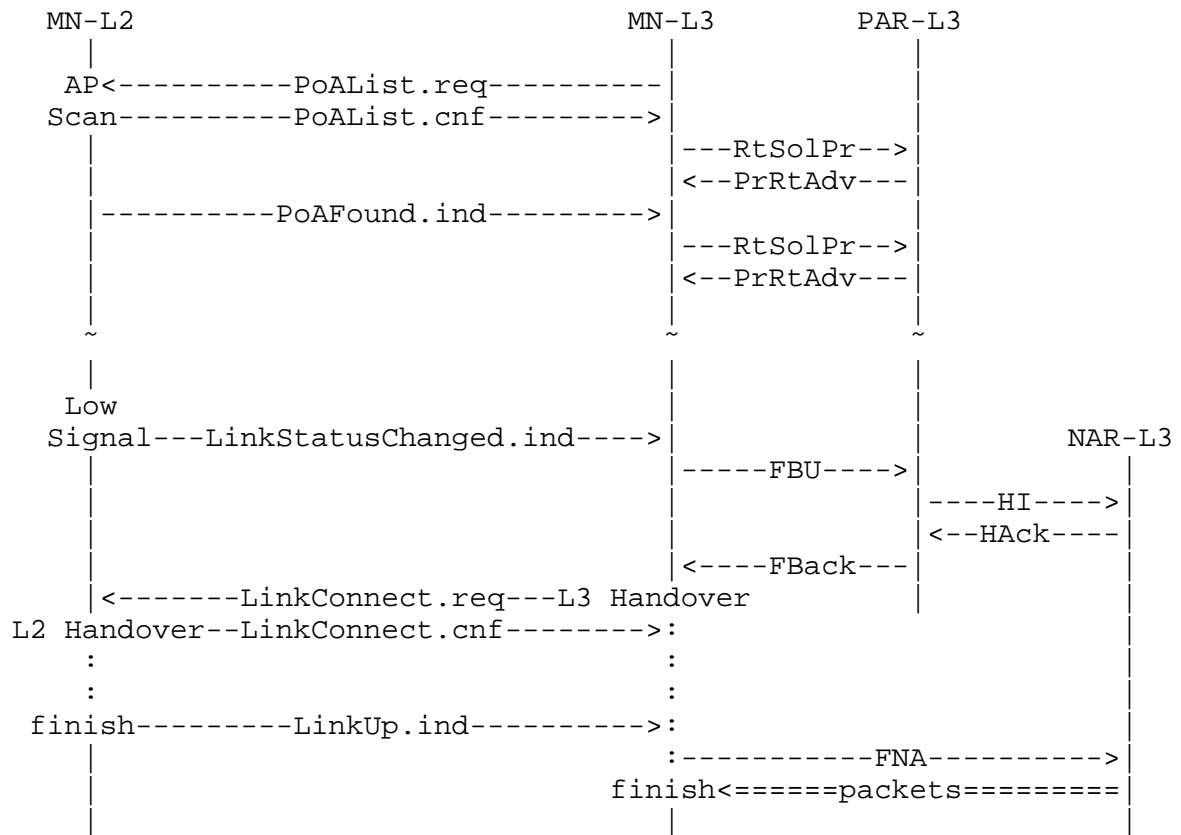 MN-L2                            MN-L3          PAR-L3
     |                                |             |
   AP<----------PoAList.req----------|             |
  Scan----------PoAList.cnf--------->|             |
     |                                |---RtSolPr-->|
     |                                |<--PrRtAdv---|
     |----------PoAFound.ind--------->|             |
     |                                |---RtSolPr-->|
     |                                |<--PrRtAdv---|
     |                                |             |
     ~                                ~             ~
     |                                |             |
   Low                                |             |
  Signal---LinkStatusChanged.ind---->|             |        NAR-L3
     |                                |-----FBU---->|           |
     |                                |             |----HI---->|
     |                                |             |<--HAck----|
     |                                |<----FBack---|           |
     |<-------LinkConnect.req---L3 Handover         |           |
L2 Handover--LinkConnect.cnf-------->:                         |
     :                                :                         |
     :                                :                         |
 finish---------LinkUp.ind---------->:                         |
     |                                :-----------FNA---------->|
     |                             finish<======packets=========|
     |                                |                         |